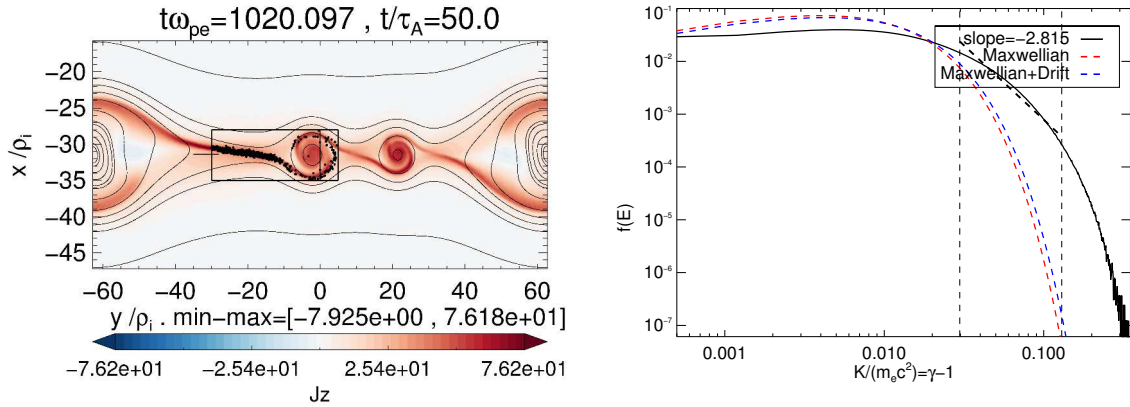 tω_pe=1020.097 , t/τ_A=50.0
x/ρ_i
−20
−25
−30
−35
−40
−45
−60 −40 −20 0 20 40 60
y/ρ_i . min−max=[−7.925e+00 , 7.618e+01]
−7.62e+01 −2.54e+01 2.54e+01 7.62e+01
Jz
f(E)
10^-1
10^-2
10^-3
10^-4
10^-5
10^-6
10^-7
slope=−2.815
Maxwellian
Maxwellian+Drift
0.001 0.010 0.100
K/(m_e c^2)=γ−1